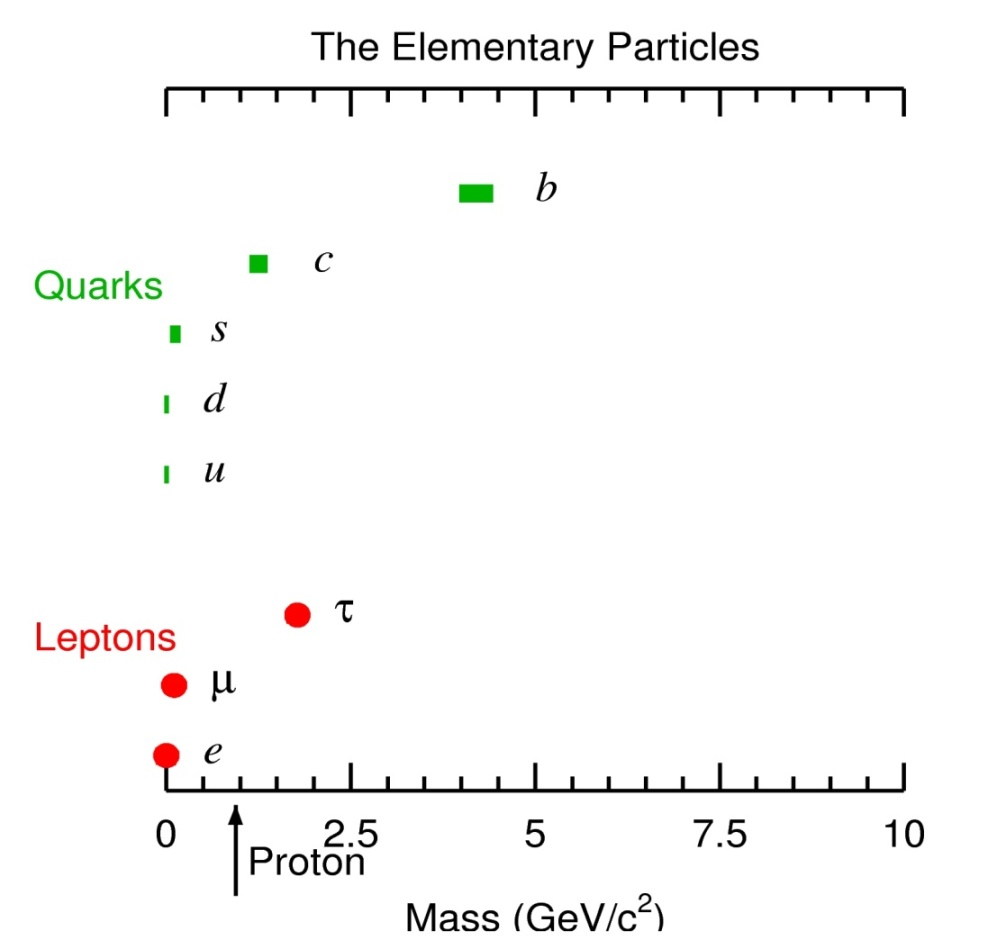 The Elementary Particles
b
c
Quarks
s
d
u
τ
Leptons
μ
e
0 2.5 5 7.5 10
Proton
Mass (GeV/c²)